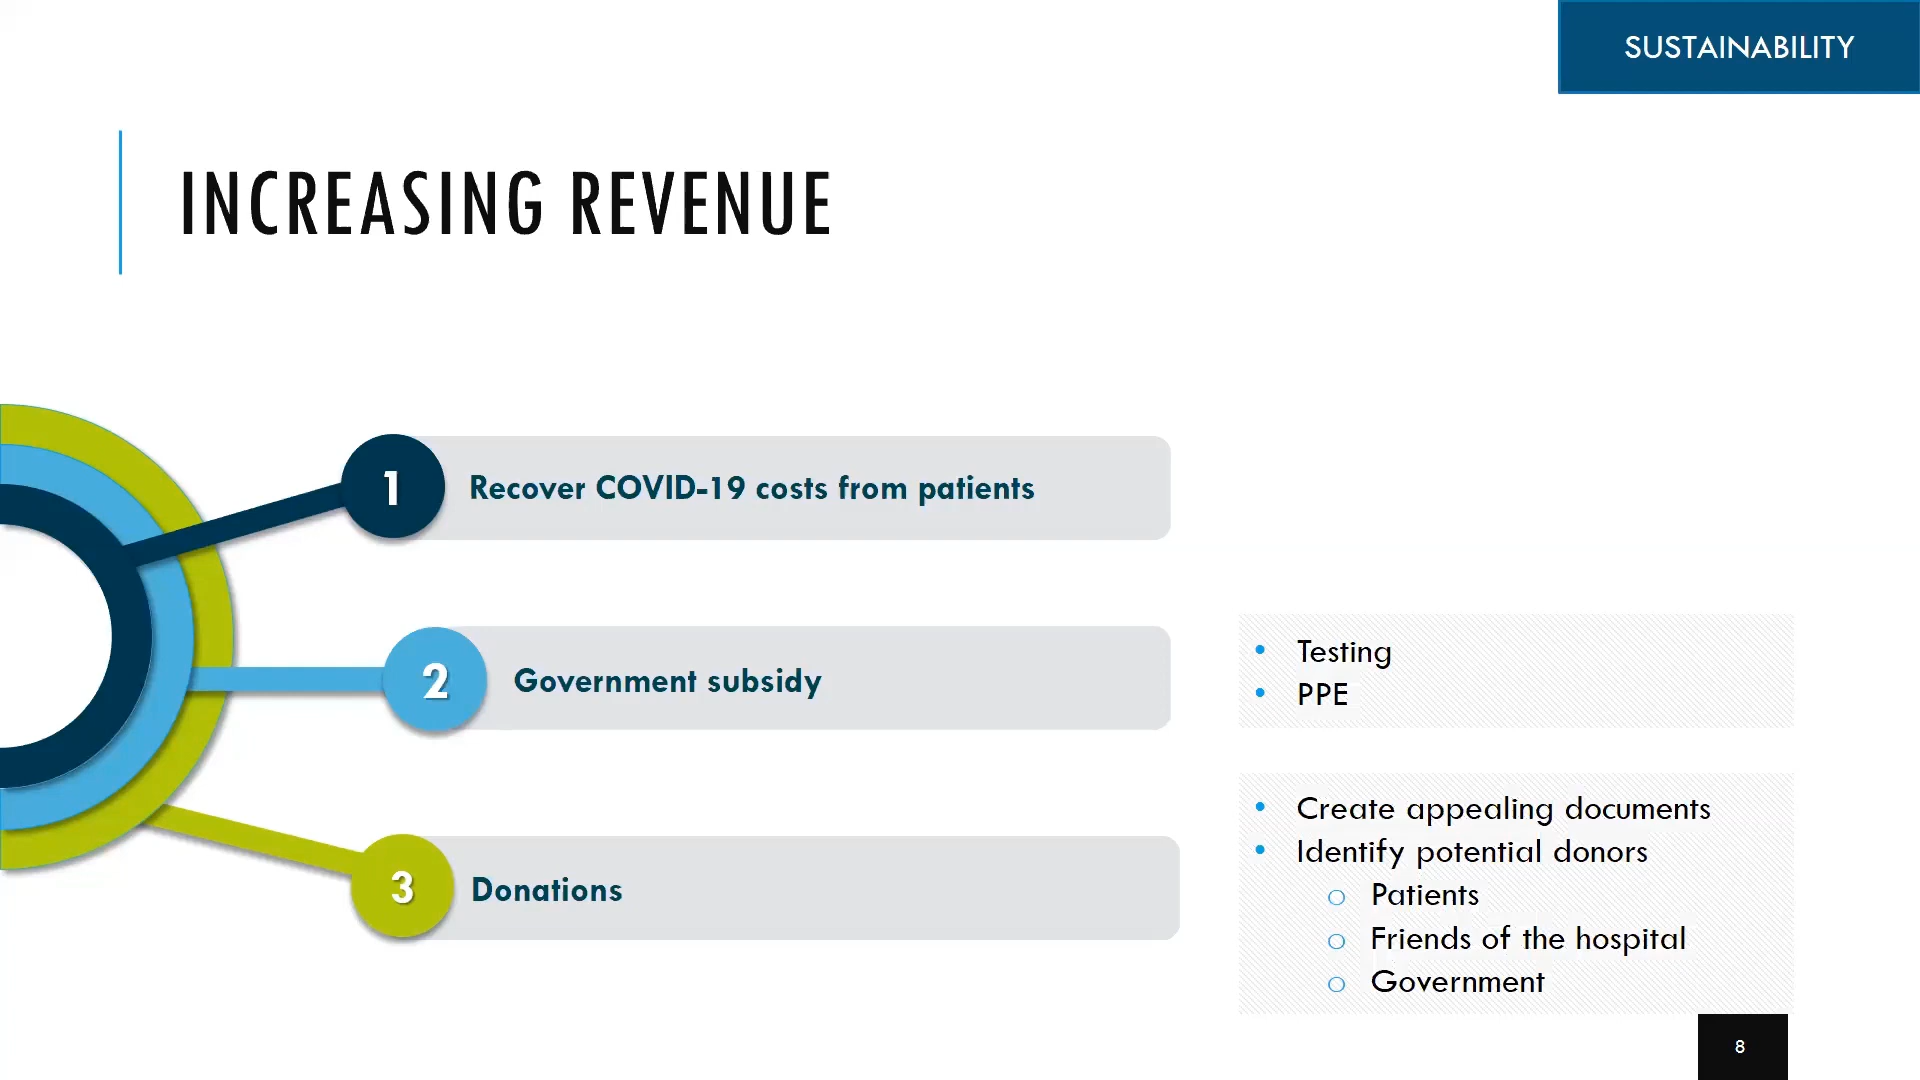 SUSTAINABILITY
INCREASING REVENUE
1
Recover COVID-19 costs from patients
2
Government subsidy
• Testing
• PPE
3
Donations
• Create appealing documents
• Identify potential donors
o Patients
o Friends of the hospital
o Government
8